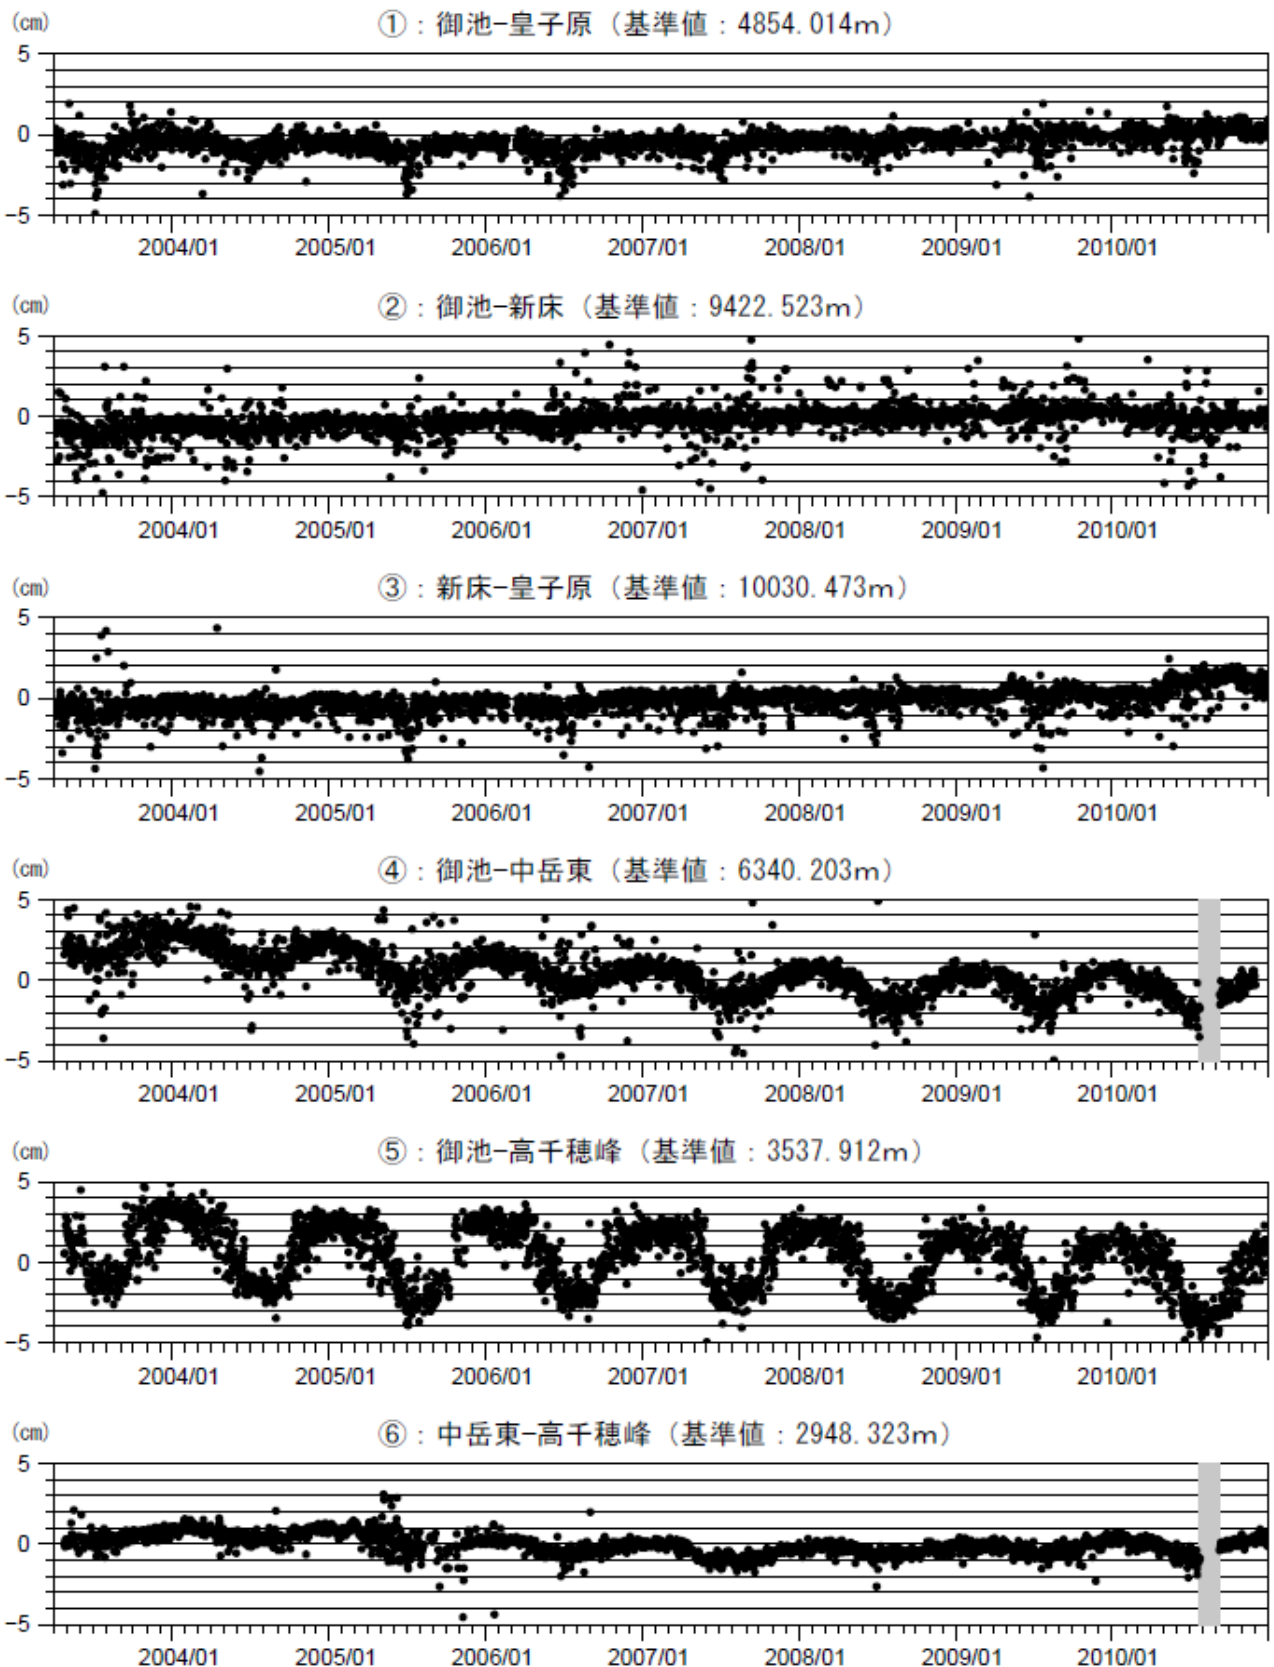 (cm) ①：御池−皇子原（基準値：4854.014ｍ）
5
0
−5
2004/01 2005/01 2006/01 2007/01 2008/01 2009/01 2010/01
(cm) ②：御池−新床（基準値：9422.523ｍ）
5
0
−5
2004/01 2005/01 2006/01 2007/01 2008/01 2009/01 2010/01
(cm) ③：新床−皇子原（基準値：10030.473ｍ）
5
0
−5
2004/01 2005/01 2006/01 2007/01 2008/01 2009/01 2010/01
(cm) ④：御池−中岳東（基準値：6340.203ｍ）
5
0
−5
2004/01 2005/01 2006/01 2007/01 2008/01 2009/01 2010/01
(cm) ⑤：御池−高千穂峰（基準値：3537.912ｍ）
5
0
−5
2004/01 2005/01 2006/01 2007/01 2008/01 2009/01 2010/01
(cm) ⑥：中岳東−高千穂峰（基準値：2948.323ｍ）
5
0
−5
2004/01 2005/01 2006/01 2007/01 2008/01 2009/01 2010/01